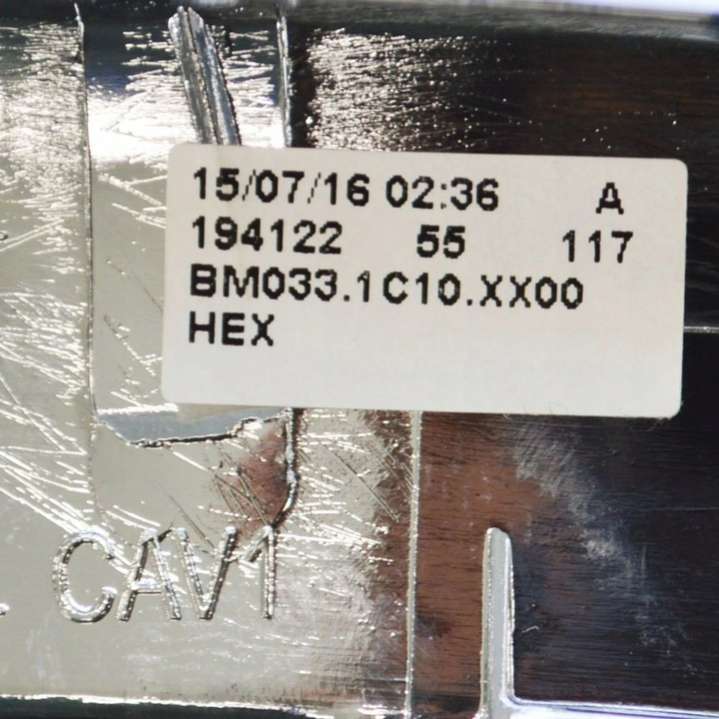 15/07/16 02:36 A
194122 55 117
BM033.1C10.XX00
HEX
CAV1